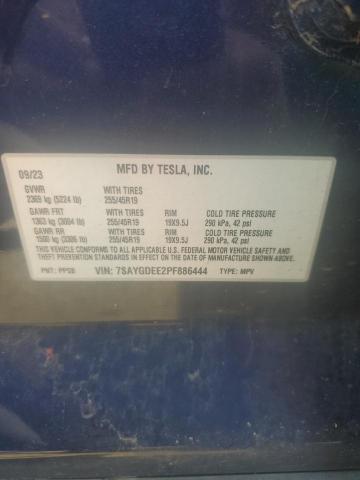 09/23 MFD BY TESLA, INC.
GVWR WITH TIRES
2369 kg (5224 lb) 255/45R19
GAWR FRT WITH TIRES RIM COLD TIRE PRESSURE
1363 kg (3004 lb) 255/45R19 19X9.5J 290 kPa, 42 psi
GAWR RR WITH TIRES RIM COLD TIRE PRESSURE
1560 kg (3386 lb) 255/45R19 19X9.5J 290 kPa, 42 psi
THIS VEHICLE CONFORMS TO ALL APPLICABLE U.S. FEDERAL MOTOR VEHICLE SAFETY AND
THEFT PREVENTION STANDARDS IN EFFECT ON THE DATE OF MANUFACTURE SHOWN ABOVE.
PNT: PPSB VIN: 7SAYGDEE2PF886444 TYPE: MPV